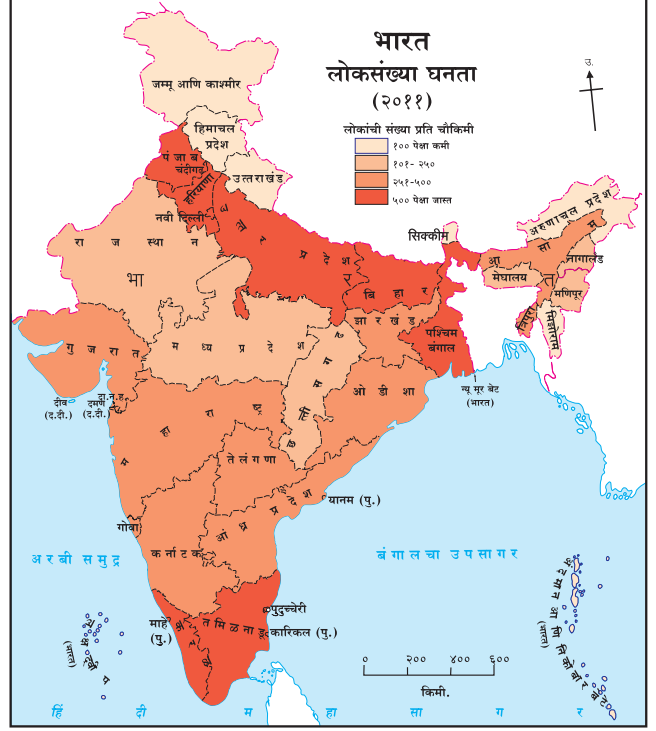 भारत
लोकसंख्या घनता
(२०११)
उ.
लोकांची संख्या प्रति चौकिमी
१०० पेक्षा कमी
१०१- २५०
२५१-५००
५०० पेक्षा जास्त
जम्मू आणि काश्मीर
हिमाचल
प्रदेश
पंजाब
चंदीगढ
उत्तराखंड
हरियाणा
नवी दिल्ली
उत्तर प्रदेश
राजस्थान
सिक्कीम
अरुणाचल प्रदेश
आसाम
नागालँड
मेघालय
मणिपूर
त्रिपुरा
मिझोराम
भारत
बिहार
झारखंड
पश्चिम
बंगाल
गुजरात
मध्य प्रदेश
छत्तीसगढ
ओडीशा
न्यू मूर बेट
(भारत)
दीव
(द.दी.)
दमण
(द.दी.)
दा.न.ह.
महाराष्ट्र
तेलंगणा
आंध्र प्रदेश
यानम (पु.)
गोवा
कर्नाटक
अरबी समुद्र
बंगालचा उपसागर
पुदुच्चेरी
कारिकल (पु.)
माहे
(पु.)
केरळ
तमिळनाडू
लक्षद्वीप
(भारत)
अंदमान आणि निकोबार बेटे
(भारत)
० २०० ४०० ६००
किमी.
हिंदी महासागर